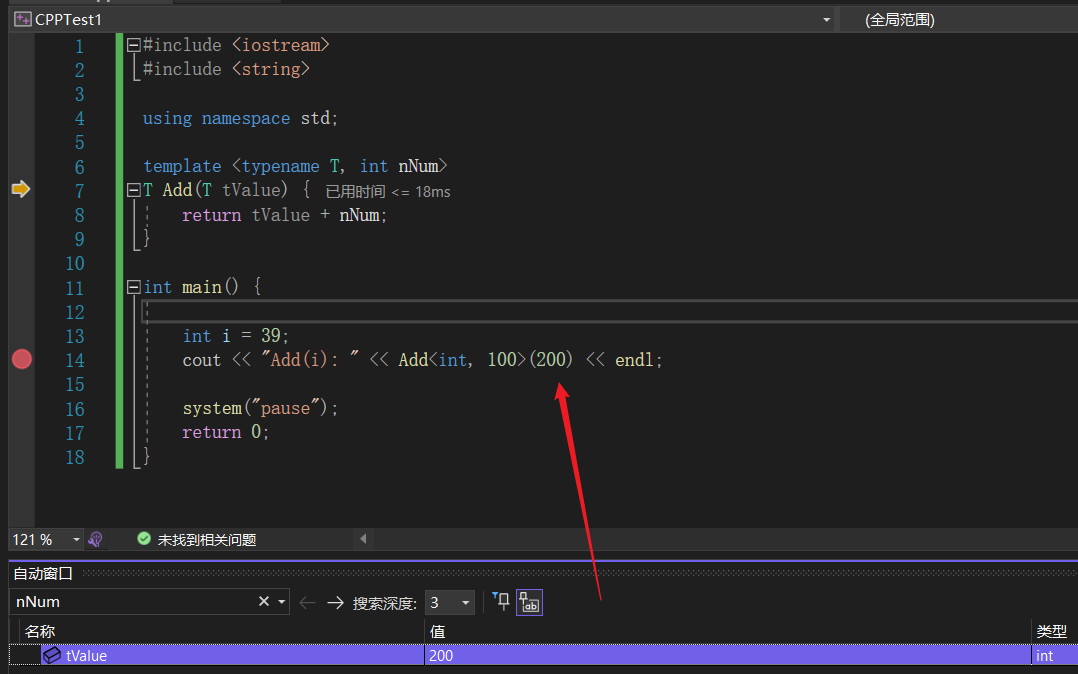 CPPTest1 (全局范围)
1 #include <iostream>
2 #include <string>
3
4 using namespace std;
5
6 template <typename T, int nNum>
7 T Add(T tValue) { 已用时间 <= 18ms
8 return tValue + nNum;
9 }
10
11 int main() {
12
13 int i = 39;
14 cout << "Add(i): " << Add<int, 100>(200) << endl;
15
16 system("pause");
17 return 0;
18 }
121 % 未找到相关问题
自动窗口
nNum 搜索深度: 3
名称 值 类型
tValue 200 int